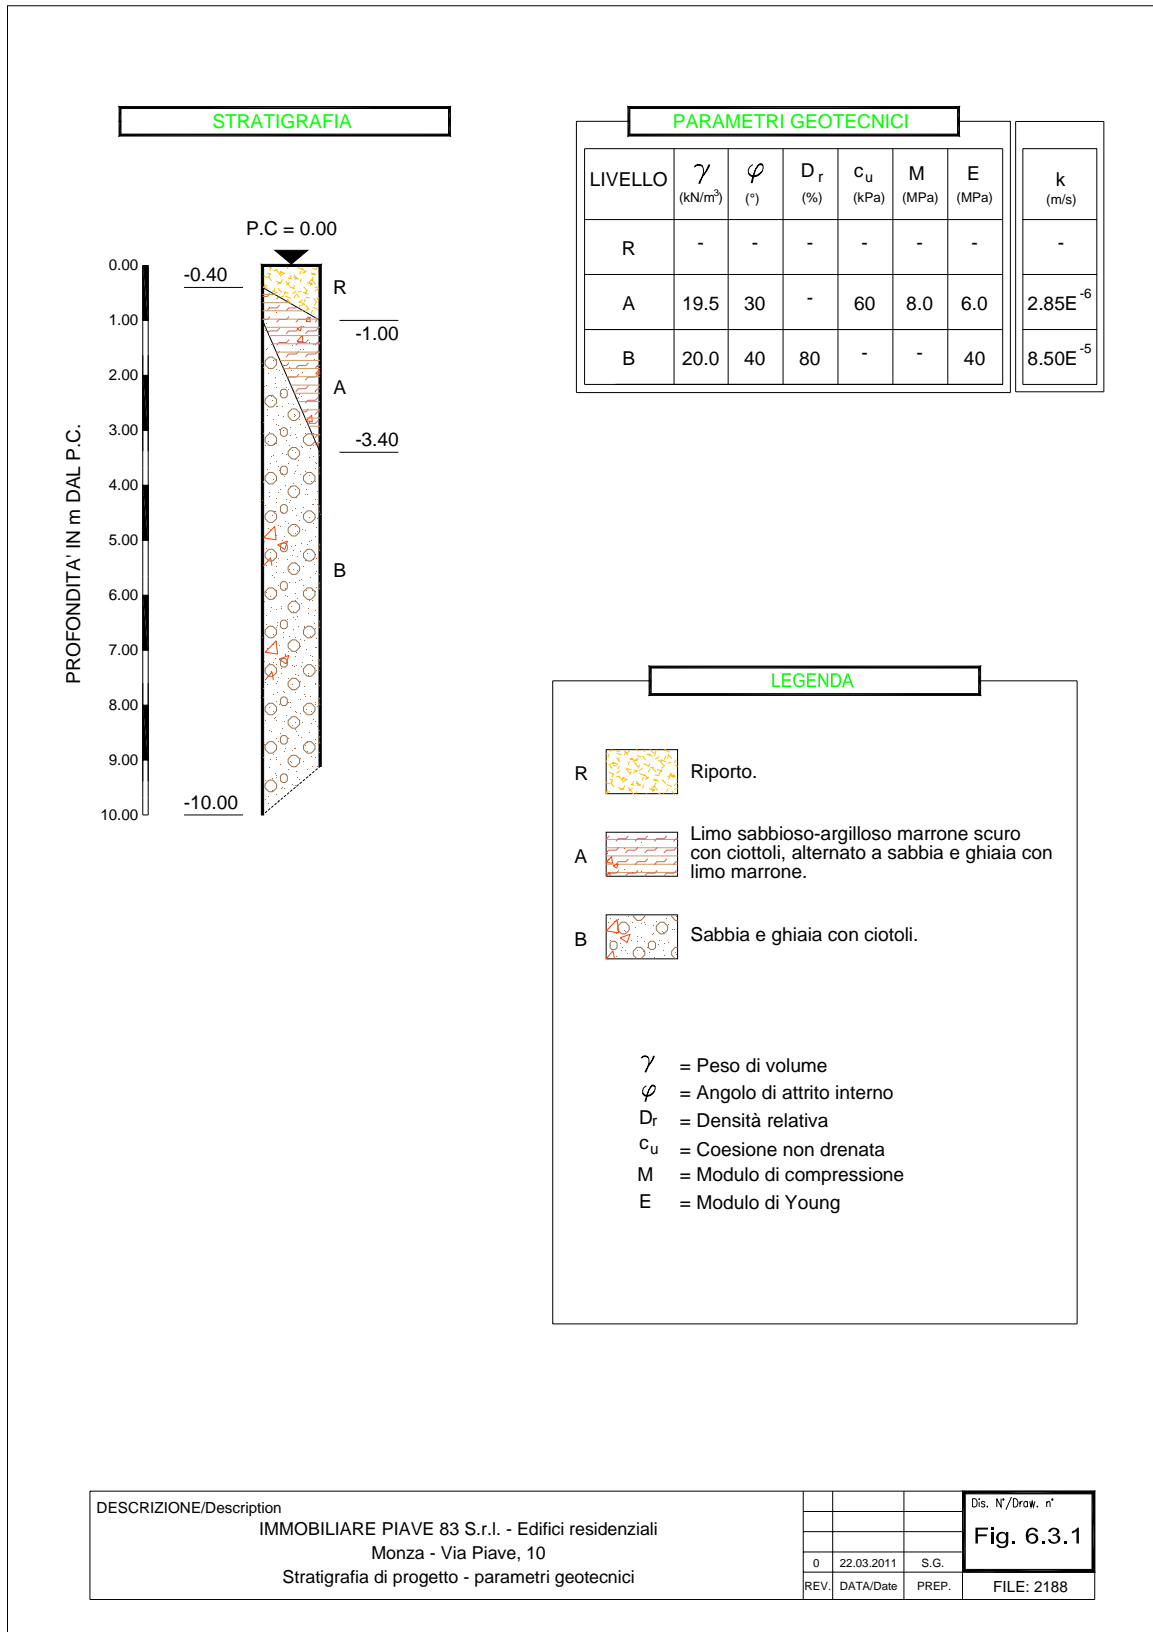 STRATIGRAFIA
P.C = 0.00
0.00
1.00
2.00
3.00
4.00
5.00
6.00
7.00
8.00
9.00
10.00
PROFONDITA' IN m DAL P.C.
-0.40
-1.00
-3.40
-10.00
R
A
B
PARAMETRI GEOTECNICI
LIVELLO γ (kN/m³) φ (°) Dr (%) cu (kPa) M (MPa) E (MPa) k (m/s)
R - - - - - - -
A 19.5 30 - 60 8.0 6.0 2.85E⁻⁶
B 20.0 40 80 - - 40 8.50E⁻⁵
LEGENDA
R Riporto.
A Limo sabbioso-argilloso marrone scuro
con ciottoli, alternato a sabbia e ghiaia con
limo marrone.
B Sabbia e ghiaia con ciotoli.
γ = Peso di volume
φ = Angolo di attrito interno
Dr = Densità relativa
cu = Coesione non drenata
M = Modulo di compressione
E = Modulo di Young
DESCRIZIONE/Description
IMMOBILIARE PIAVE 83 S.r.l. - Edifici residenziali
Monza - Via Piave, 10
Stratigrafia di progetto - parametri geotecnici
0 22.03.2011 S.G.
REV. DATA/Date PREP.
Dis. N°/Draw. n°
Fig. 6.3.1
FILE: 2188